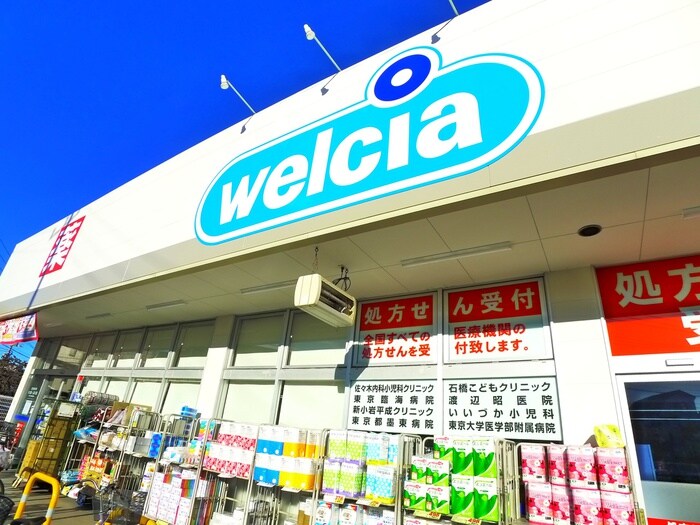 welcia
薬
処方せん受付
全国すべての医療機関の
処方せんを受付致します。
佐々木内科小児科クリニック
東京臨海病院
新小岩平成クリニック
東京都墨東病院
石橋こどもクリニック
渡辺昭医院
いいづか小児科
東京大学医学部附属病院
処方